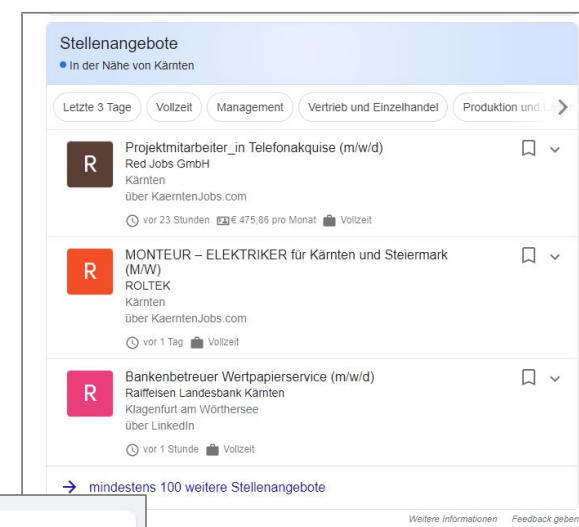 Stellenangebote
In der Nähe von Kärnten
Letzte 3 Tage Vollzeit Management Vertrieb und Einzelhandel Produktion und
R
Projektmitarbeiter_in Telefonakquise (m/w/d)
Red Jobs GmbH
Kärnten
über KaerntenJobs.com
vor 23 Stunden € 475,86 pro Monat Vollzeit
R
MONTEUR – ELEKTRIKER für Kärnten und Steiermark
(M/W)
ROLTEK
Kärnten
über KaerntenJobs.com
vor 1 Tag Vollzeit
R
Bankenbetreuer Wertpapierservice (m/w/d)
Raiffeisen Landesbank Kärnten
Klagenfurt am Wörthersee
über LinkedIn
vor 1 Stunde Vollzeit
mindestens 100 weitere Stellenangebote
Weitere Informationen Feedback geben